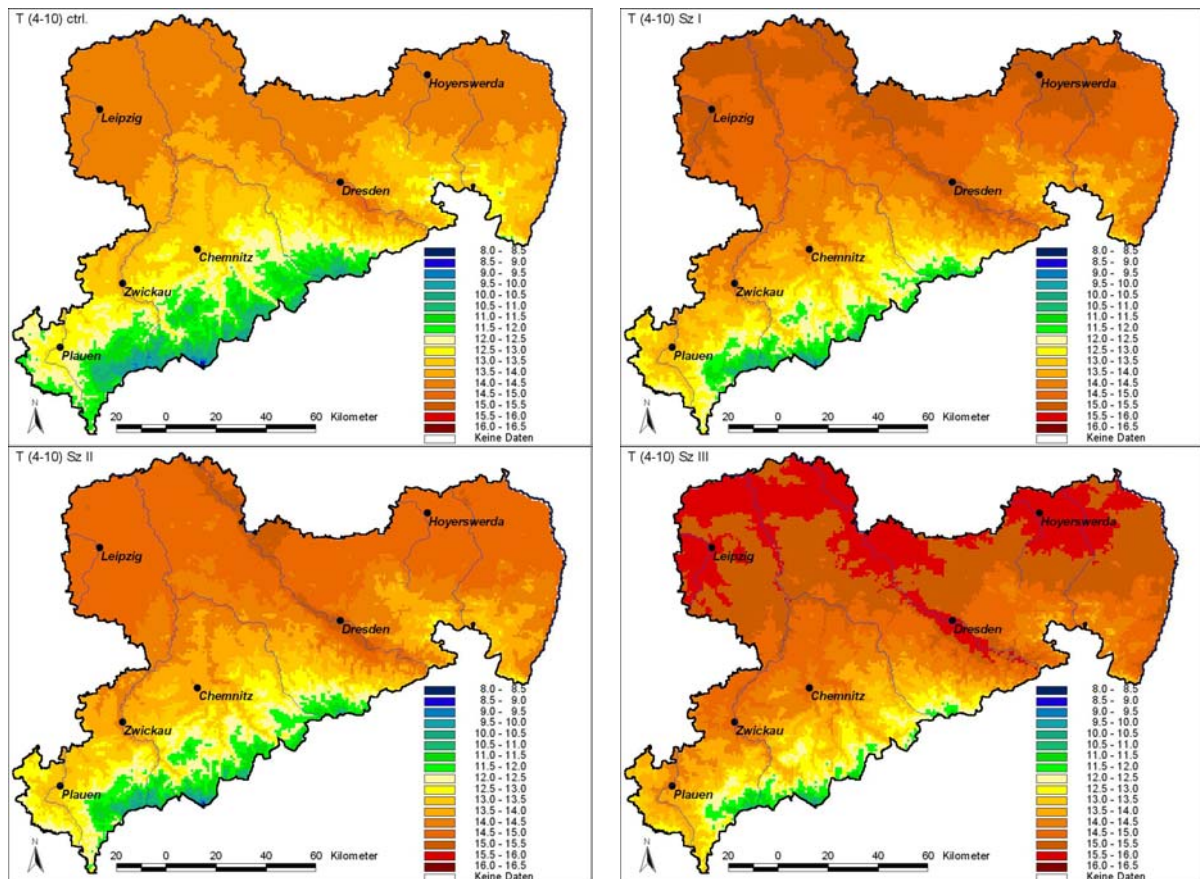 T (4-10) ctrl.
Hoyerswerda
Leipzig
Dresden
Chemnitz
Zwickau
Plauen
8.0 - 8.5
8.5 - 9.0
9.0 - 9.5
9.5 - 10.0
10.0 - 10.5
10.5 - 11.0
11.0 - 11.5
11.5 - 12.0
12.0 - 12.5
12.5 - 13.0
13.0 - 13.5
13.5 - 14.0
14.0 - 14.5
14.5 - 15.0
15.0 - 15.5
15.5 - 16.0
16.0 - 16.5
Keine Daten
N
20 0 20 40 60 Kilometer
T (4-10) Sz I
Hoyerswerda
Leipzig
Dresden
Chemnitz
Zwickau
Plauen
8.0 - 8.5
8.5 - 9.0
9.0 - 9.5
9.5 - 10.0
10.0 - 10.5
10.5 - 11.0
11.0 - 11.5
11.5 - 12.0
12.0 - 12.5
12.5 - 13.0
13.0 - 13.5
13.5 - 14.0
14.0 - 14.5
14.5 - 15.0
15.0 - 15.5
15.5 - 16.0
16.0 - 16.5
Keine Daten
N
20 0 20 40 60 Kilometer
T (4-10) Sz II
Hoyerswerda
Leipzig
Dresden
Chemnitz
Zwickau
Plauen
8.0 - 8.5
8.5 - 9.0
9.0 - 9.5
9.5 - 10.0
10.0 - 10.5
10.5 - 11.0
11.0 - 11.5
11.5 - 12.0
12.0 - 12.5
12.5 - 13.0
13.0 - 13.5
13.5 - 14.0
14.0 - 14.5
14.5 - 15.0
15.0 - 15.5
15.5 - 16.0
16.0 - 16.5
Keine Daten
N
20 0 20 40 60 Kilometer
T (4-10) Sz III
Hoyerswerda
Leipzig
Dresden
Chemnitz
Zwickau
Plauen
8.0 - 8.5
8.5 - 9.0
9.0 - 9.5
9.5 - 10.0
10.0 - 10.5
10.5 - 11.0
11.0 - 11.5
11.5 - 12.0
12.0 - 12.5
12.5 - 13.0
13.0 - 13.5
13.5 - 14.0
14.0 - 14.5
14.5 - 15.0
15.0 - 15.5
15.5 - 16.0
16.0 - 16.5
Keine Daten
N
20 0 20 40 60 Kilometer